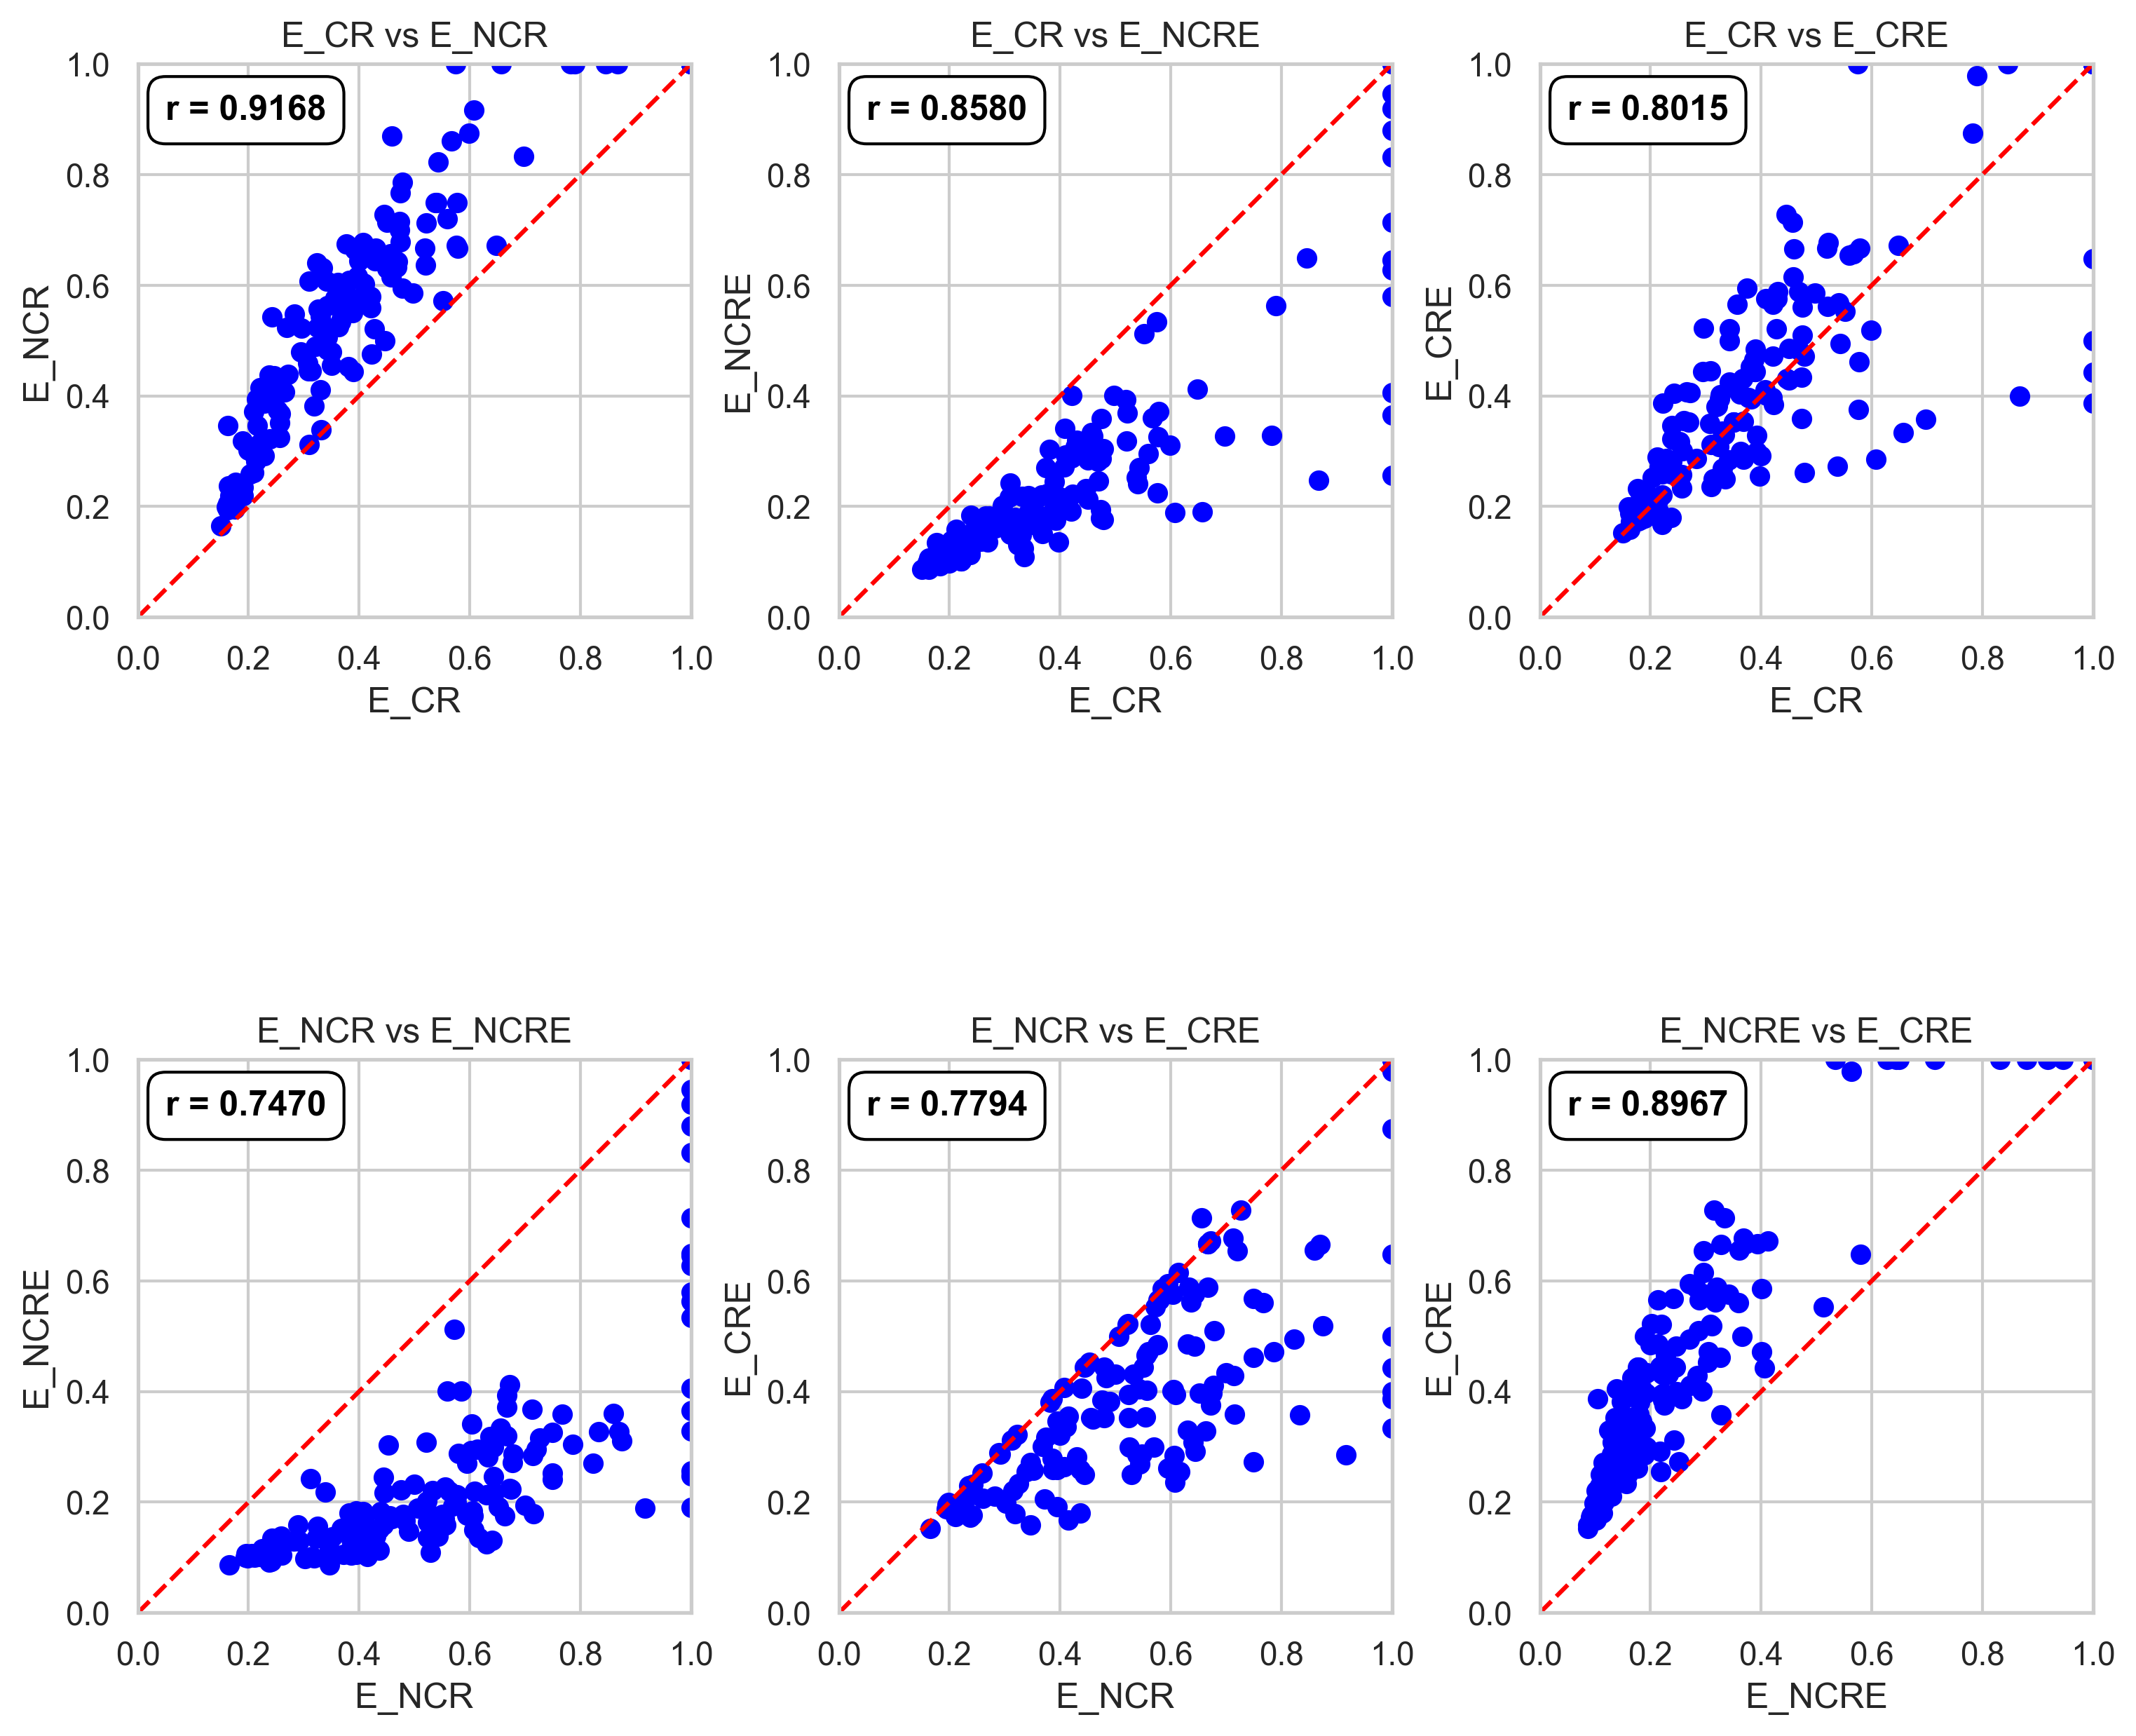 E_CR vs E_NCR
r = 0.9168
1.0
0.8
0.6
0.4
0.2
0.0
E_NCR
0.0 0.2 0.4 0.6 0.8 1.0
E_CR
E_CR vs E_NCRE
r = 0.8580
1.0
0.8
0.6
0.4
0.2
0.0
E_NCRE
0.0 0.2 0.4 0.6 0.8 1.0
E_CR
E_CR vs E_CRE
r = 0.8015
1.0
0.8
0.6
0.4
0.2
0.0
E_CRE
0.0 0.2 0.4 0.6 0.8 1.0
E_CR
E_NCR vs E_NCRE
r = 0.7470
1.0
0.8
0.6
0.4
0.2
0.0
E_NCRE
0.0 0.2 0.4 0.6 0.8 1.0
E_NCR
E_NCR vs E_CRE
r = 0.7794
1.0
0.8
0.6
0.4
0.2
0.0
E_CRE
0.0 0.2 0.4 0.6 0.8 1.0
E_NCR
E_NCRE vs E_CRE
r = 0.8967
1.0
0.8
0.6
0.4
0.2
0.0
E_CRE
0.0 0.2 0.4 0.6 0.8 1.0
E_NCRE